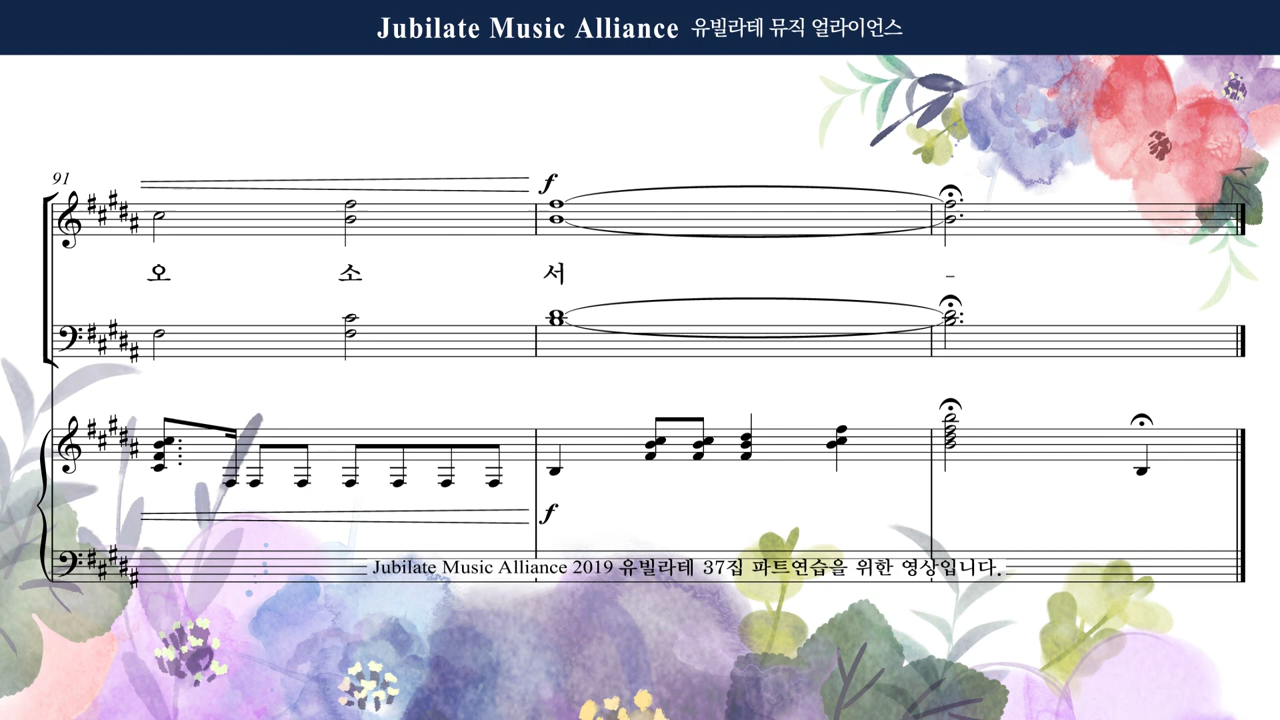 Jubilate Music Alliance 유빌라테 뮤직 얼라이언스
91
f
오 소 서 -
f
Jubilate Music Alliance 2019 유빌라테 37집 파트연습을 위한 영상입니다.